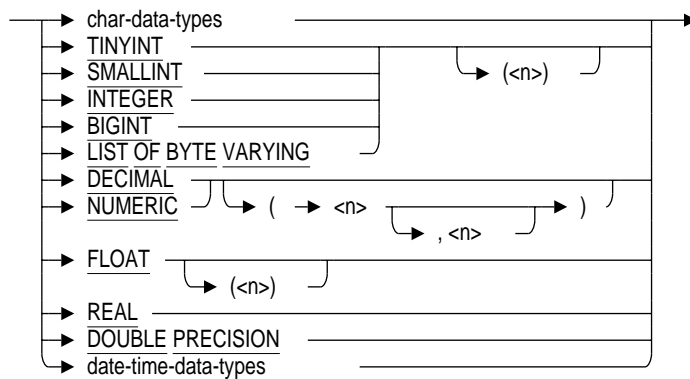 char-data-types
TINYINT
SMALLINT (<n>)
INTEGER
BIGINT
LIST OF BYTE VARYING
DECIMAL
NUMERIC ( <n> )
, <n>
FLOAT
(<n>)
REAL
DOUBLE PRECISION
date-time-data-types